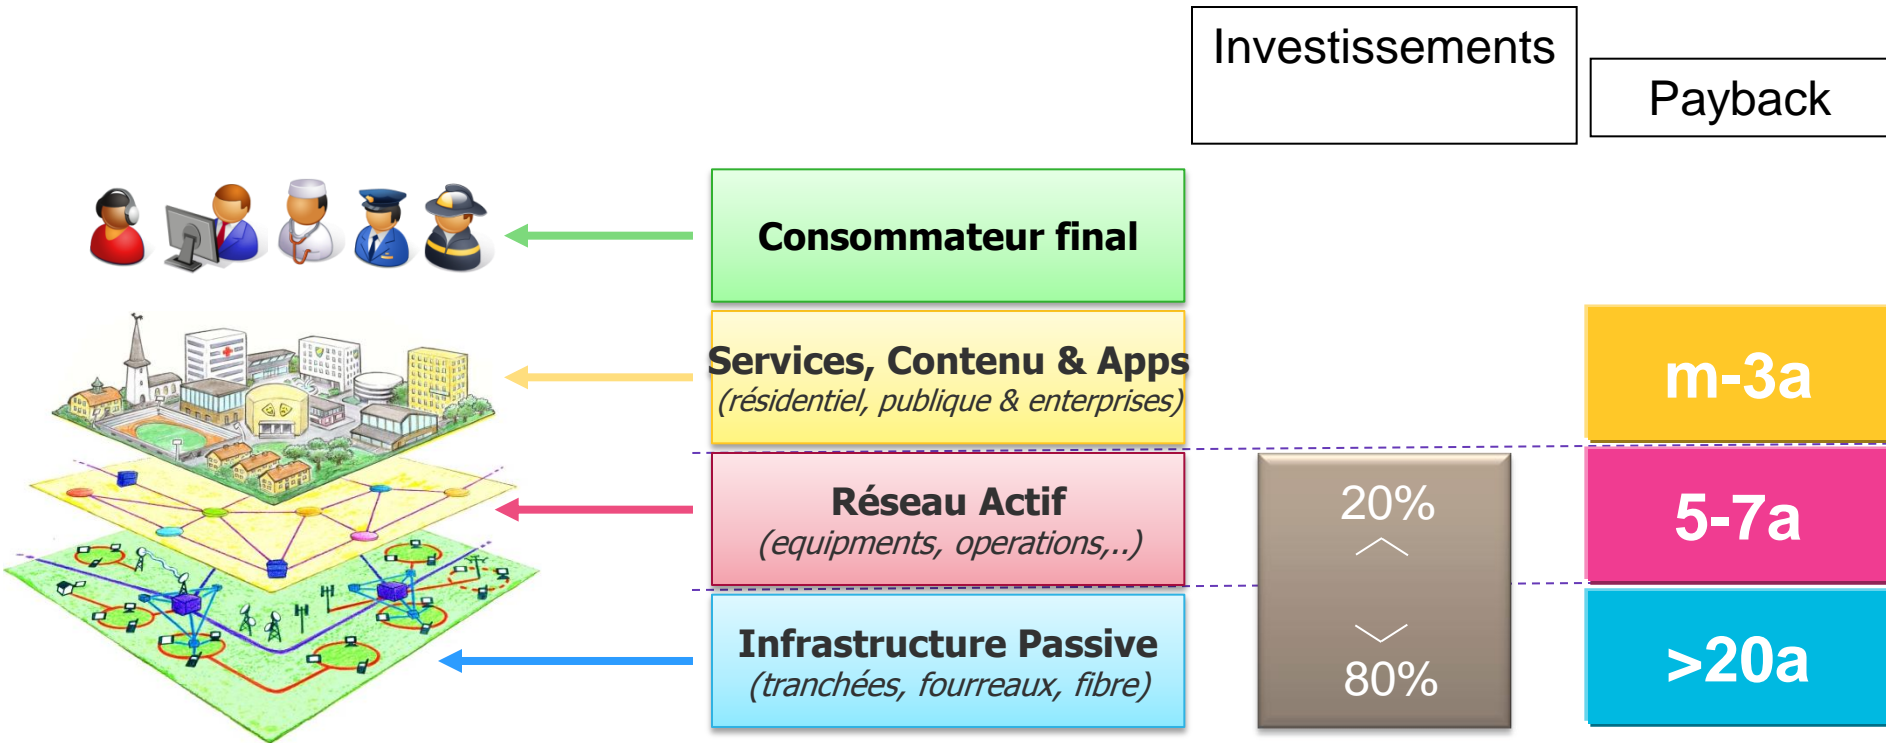 Investissements
Payback
Consommateur final
Services, Contenu & Apps
(résidentiel, publique & enterprises)
m-3a
Réseau Actif
(equipments, operations,..)
20%
5-7a
Infrastructure Passive
(tranchées, fourreaux, fibre)
80%
>20a